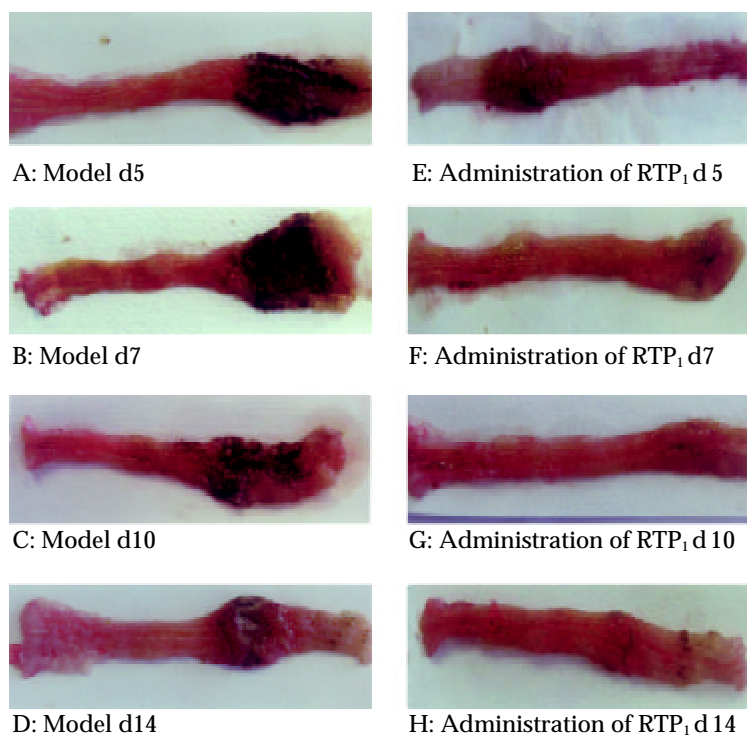 A: Model d5
E: Administration of RTP₁ d 5
B: Model d7
F: Administration of RTP₁ d7
C: Model d10
G: Administration of RTP₁ d 10
D: Model d14
H: Administration of RTP₁ d 14